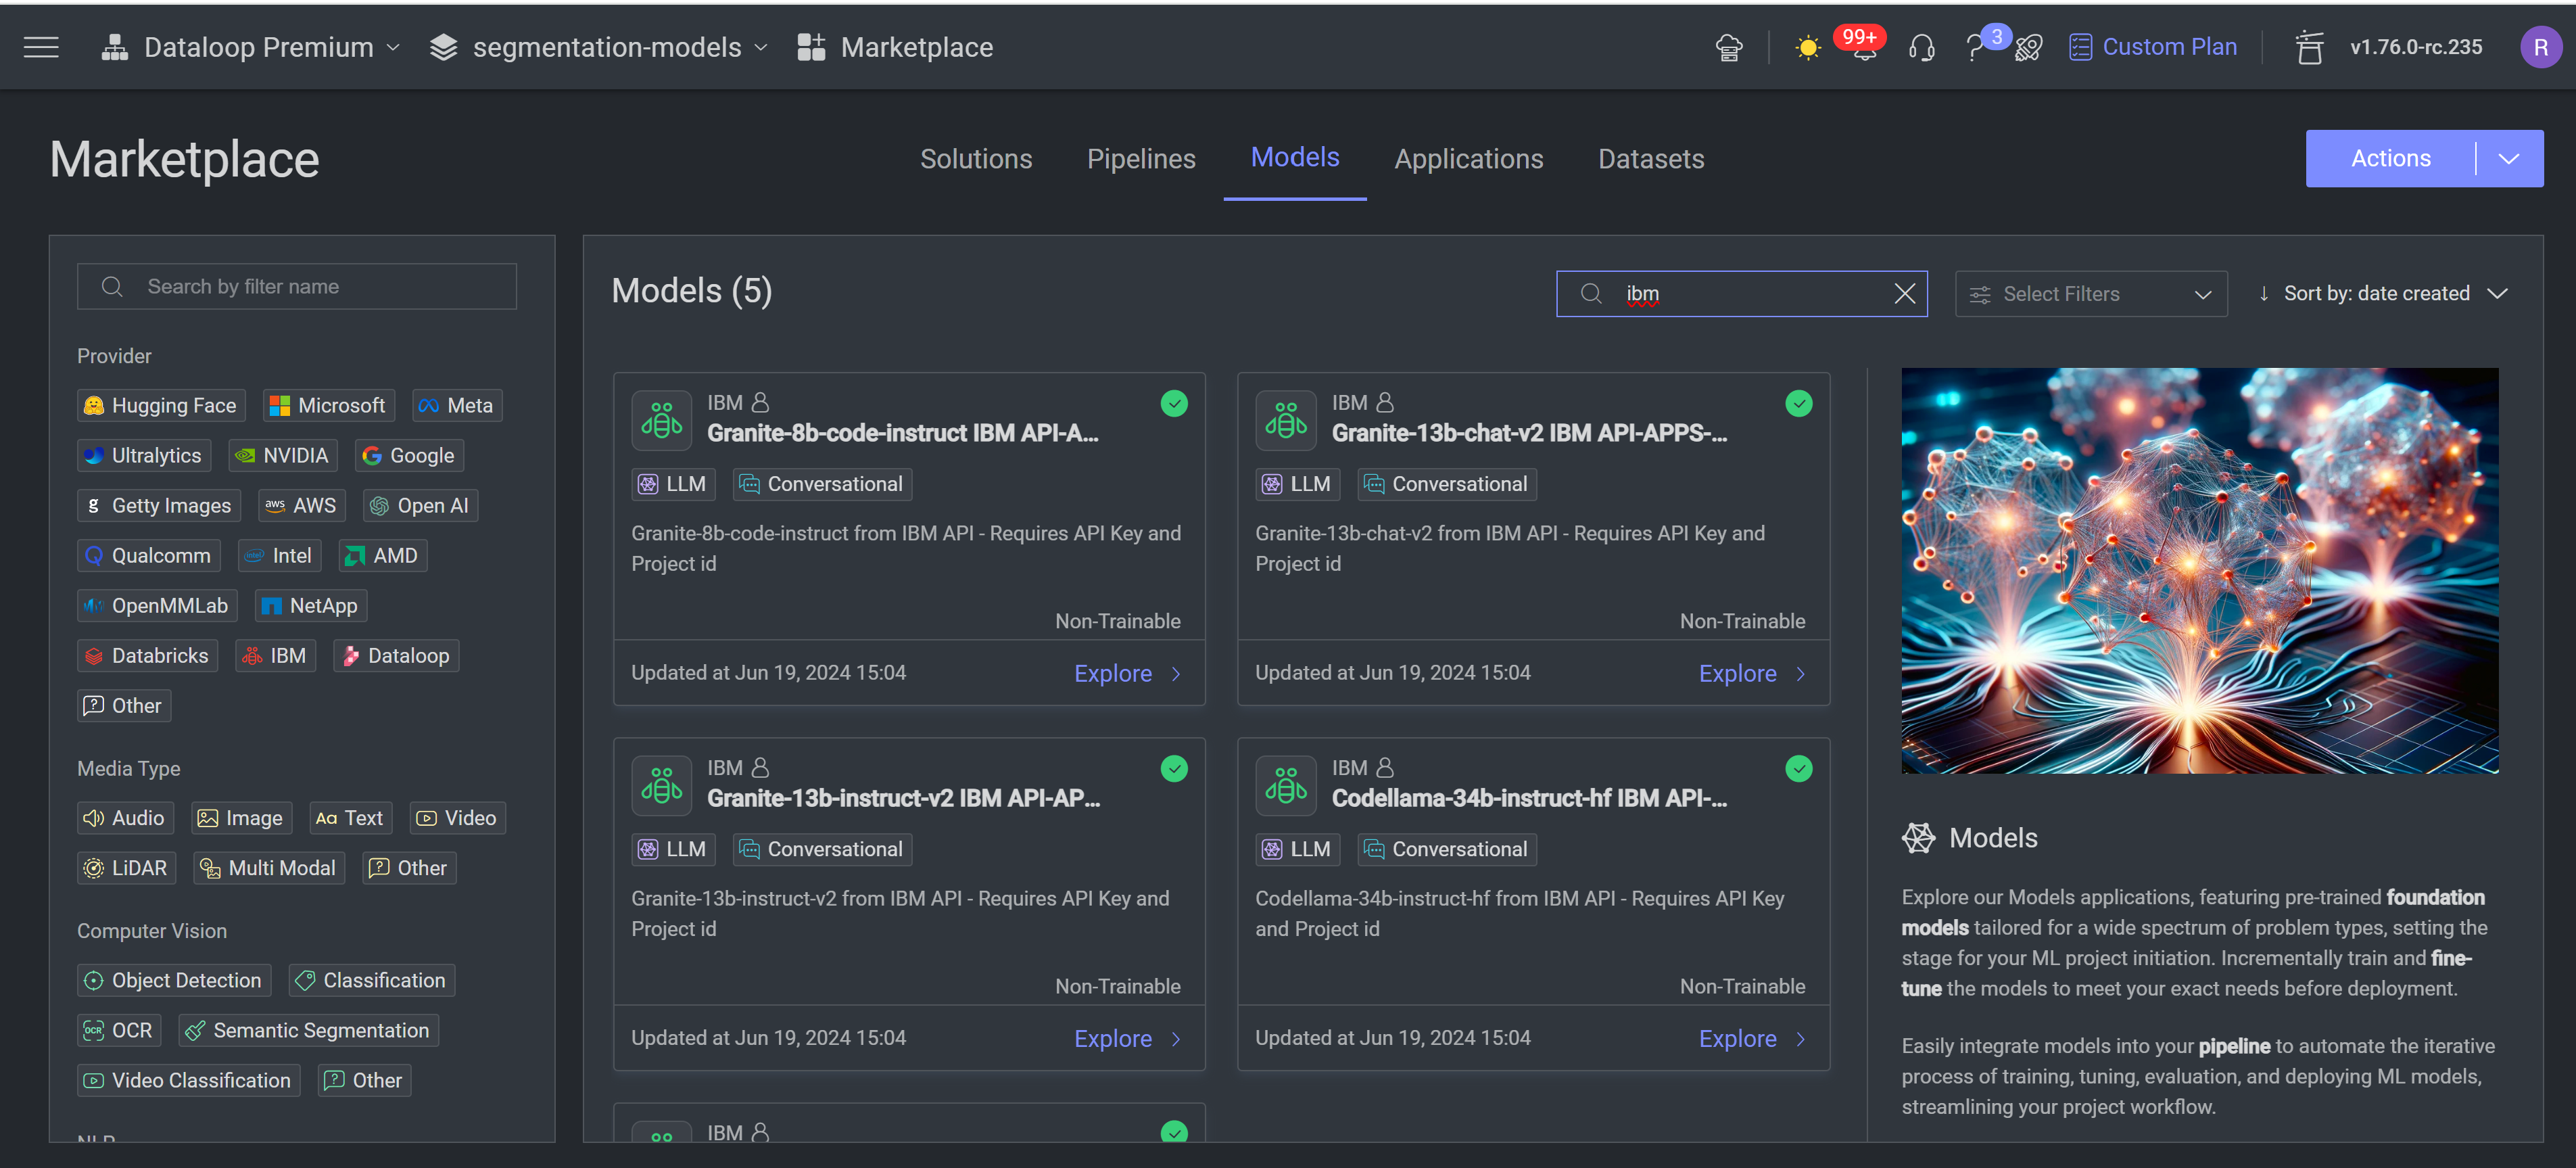 Dataloop Premium segmentation-models Marketplace 99+ 3 Custom Plan v1.76.0-rc.235 R
Marketplace
Solutions Pipelines Models Applications Datasets
Actions
Search by filter name
Provider
Hugging Face Microsoft Meta
Ultralytics NVIDIA Google
g Getty Images aws AWS Open AI
Qualcomm intel Intel AMD
OpenMMLab NetApp
Databricks IBM Dataloop
Other
Media Type
Audio Image Aa Text Video
LiDAR Multi Modal Other
Computer Vision
Object Detection Classification
OCR OCR Semantic Segmentation
Video Classification Other
NLP
Models (5)
ibm
Select Filters
Sort by: date created
IBM
Granite-8b-code-instruct IBM API-A...
LLM Conversational
Granite-8b-code-instruct from IBM API - Requires API Key and
Project id
Non-Trainable
Updated at Jun 19, 2024 15:04 Explore
IBM
Granite-13b-chat-v2 IBM API-APPS-...
LLM Conversational
Granite-13b-chat-v2 from IBM API - Requires API Key and
Project id
Non-Trainable
Updated at Jun 19, 2024 15:04 Explore
IBM
Granite-13b-instruct-v2 IBM API-AP...
LLM Conversational
Granite-13b-instruct-v2 from IBM API - Requires API Key and
Project id
Non-Trainable
Updated at Jun 19, 2024 15:04 Explore
IBM
Codellama-34b-instruct-hf IBM API-...
LLM Conversational
Codellama-34b-instruct-hf from IBM API - Requires API Key
and Project id
Non-Trainable
Updated at Jun 19, 2024 15:04 Explore
IBM
Models
Explore our Models applications, featuring pre-trained foundation
models tailored for a wide spectrum of problem types, setting the
stage for your ML project initiation. Incrementally train and fine-
tune the models to meet your exact needs before deployment.
Easily integrate models into your pipeline to automate the iterative
process of training, tuning, evaluation, and deploying ML models,
streamlining your project workflow.